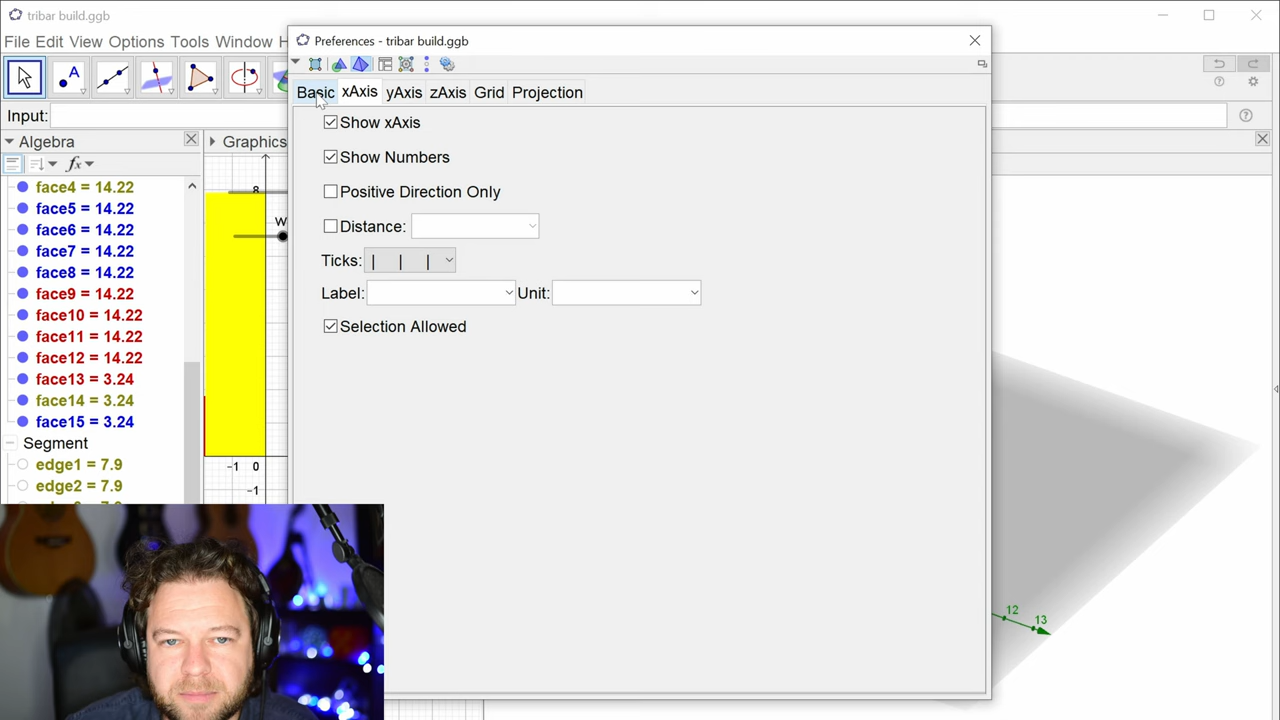 tribar build.ggb
File Edit View Options Tools Window
Preferences - tribar build.ggb
Basic xAxis yAxis zAxis Grid Projection
Input:
Algebra
Graphics
Show xAxis
Show Numbers
Positive Direction Only
Distance:
Ticks: | | |
Label: Unit:
Selection Allowed
face4 = 14.22
face5 = 14.22
face6 = 14.22
face7 = 14.22
face8 = 14.22
face9 = 14.22
face10 = 14.22
face11 = 14.22
face12 = 14.22
face13 = 3.24
face14 = 3.24
face15 = 3.24
Segment
edge1 = 7.9
edge2 = 7.9
8
W
-1 0
-1
12
13